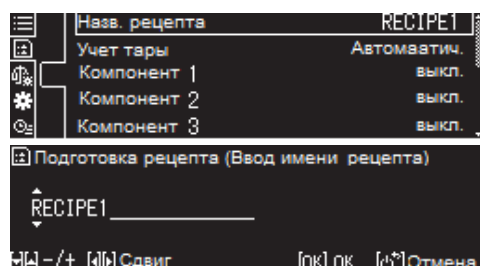 Назв. рецепта RECIPE1
Учет тары Автомаатич.
Компонент 1 выкл.
Компонент 2 выкл.
Компонент 3 выкл.
Подготовка рецепта (Ввод имени рецепта)
RECIPE1
-/+ Сдвиг [OK] OK Отмена